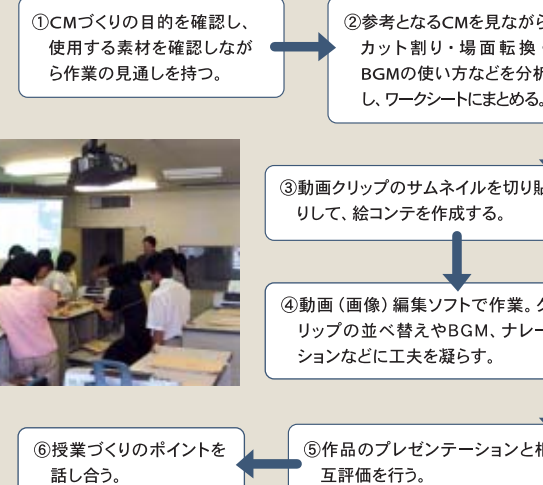 ①CMづくりの目的を確認し、
使用する素材を確認しなが
ら作業の見通しを持つ。
②参考となるCMを見ながら
カット割り・場面転換・
BGMの使い方などを分析
し、ワークシートにまとめる。
③動画クリップのサムネイルを切り貼
りして、絵コンテを作成する。
④動画(画像)編集ソフトで作業。ク
リップの並べ替えやBGM、ナレー
ションなどに工夫を凝らす。
⑤作品のプレゼンテーションと相
互評価を行う。
⑥授業づくりのポイントを
話し合う。